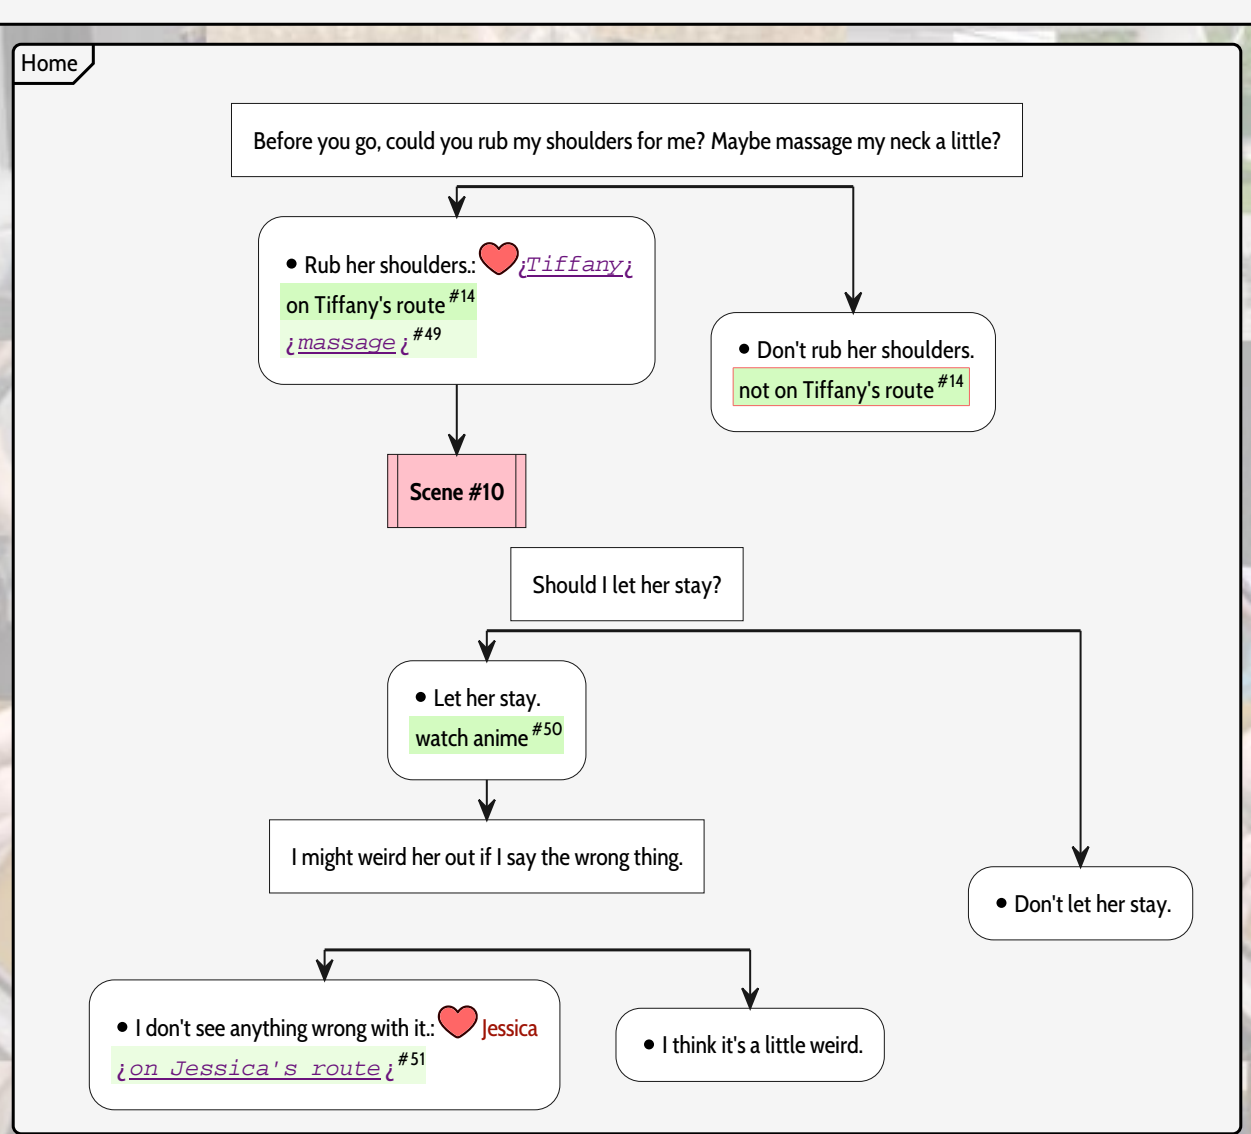 Home
Before you go, could you rub my shoulders for me? Maybe massage my neck a little?
• Rub her shoulders.: ¿Tiffany¿
on Tiffany's route #14
¿massage¿ #49
• Don't rub her shoulders.
not on Tiffany's route #14
Scene #10
Should I let her stay?
• Let her stay.
watch anime #50
I might weird her out if I say the wrong thing.
• Don't let her stay.
• I don't see anything wrong with it.: Jessica
¿on Jessica's route¿ #51
• I think it's a little weird.